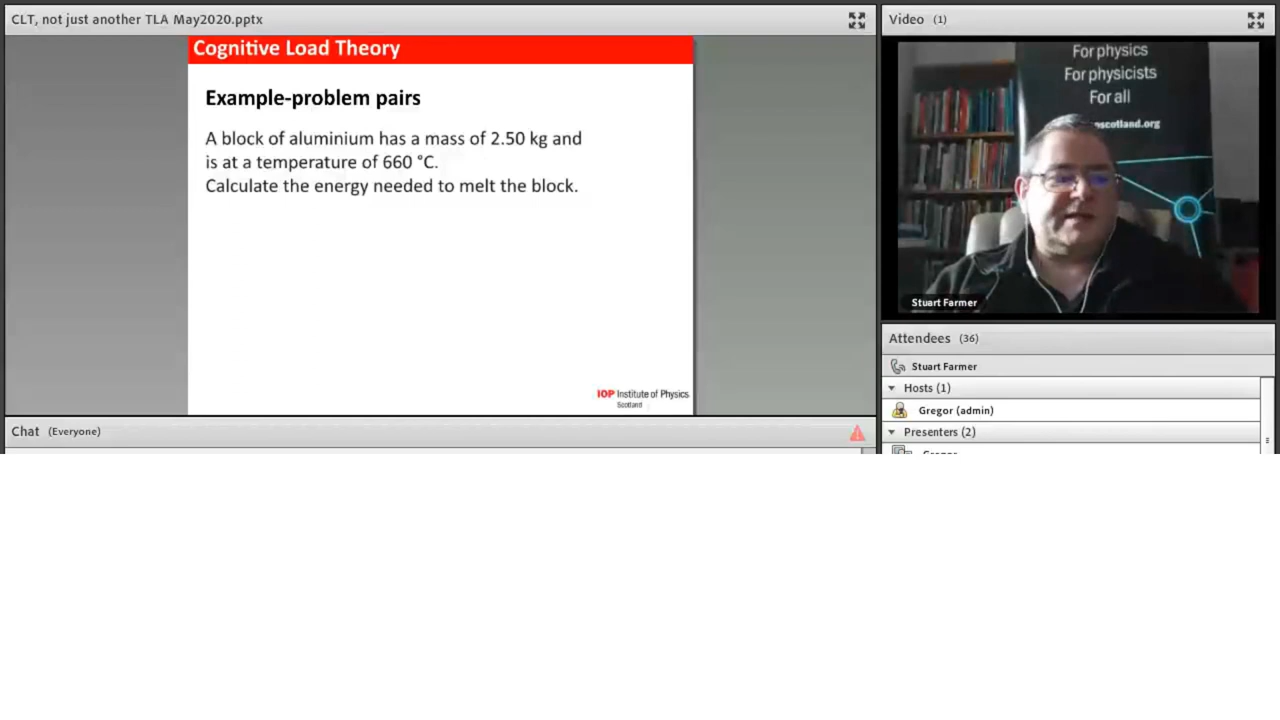 CLT, not just another TLA May2020.pptx
Cognitive Load Theory
Example-problem pairs
A block of aluminium has a mass of 2.50 kg and
is at a temperature of 660 °C.
Calculate the energy needed to melt the block.
IOP Institute of Physics
Scotland
Chat (Everyone)
Video (1)
For physics
For physicists
For all
scotland.org
Stuart Farmer
Attendees (36)
Stuart Farmer
Hosts (1)
Gregor (admin)
Presenters (2)
Gregor